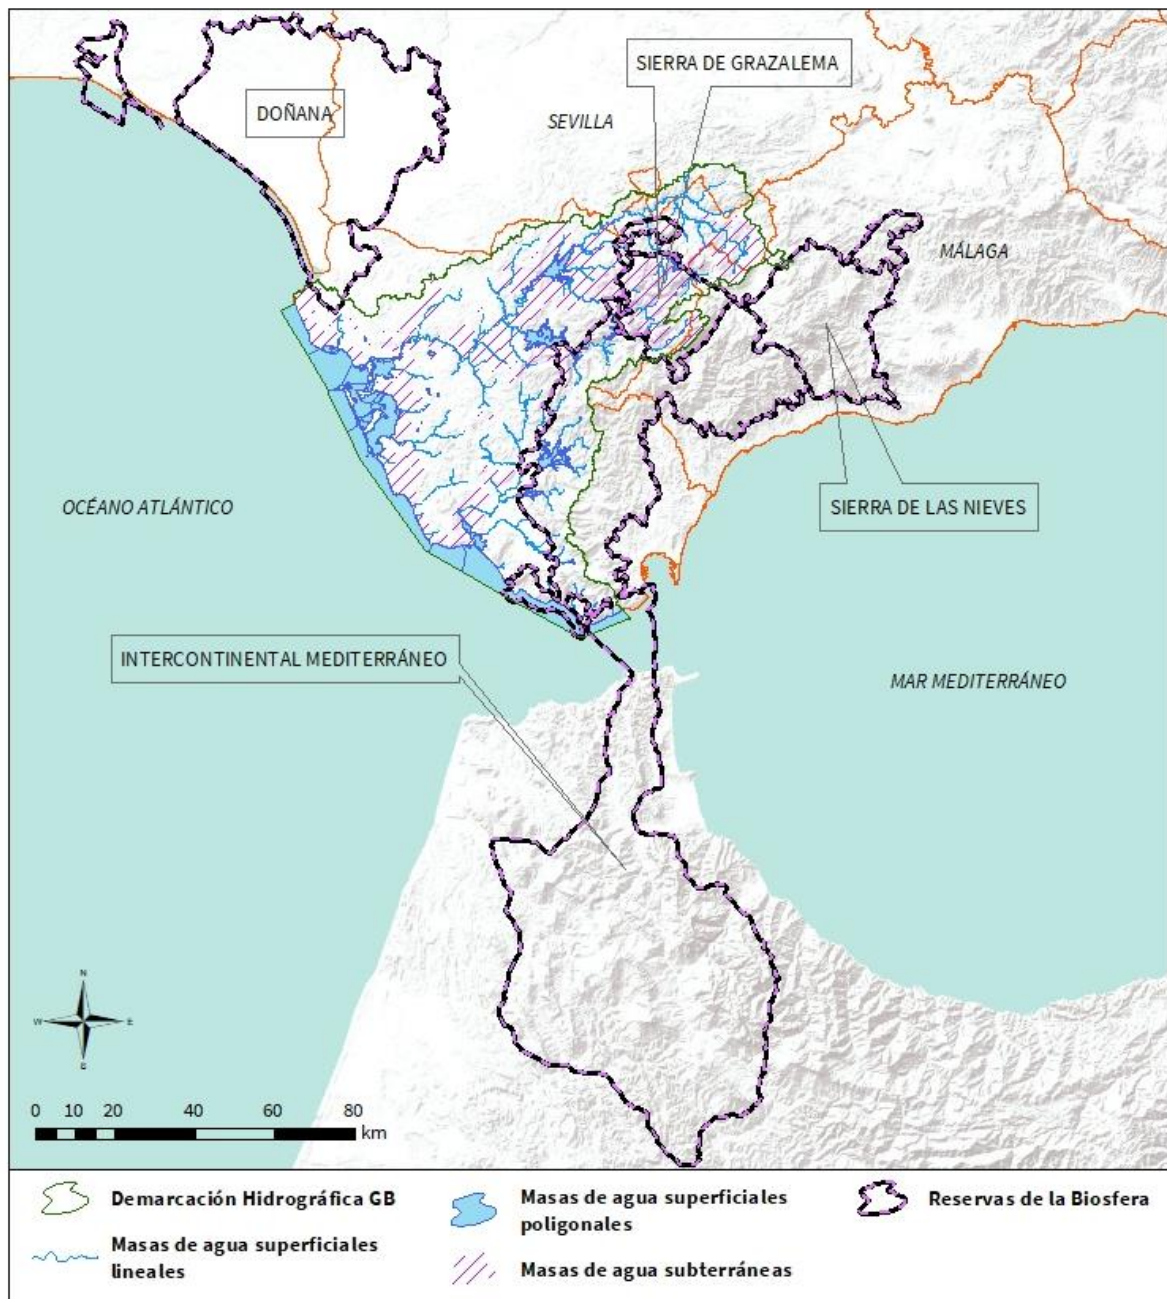 SIERRA DE GRAZALEMA
DOÑANA
SEVILLA
MÁLAGA
OCÉANO ATLÁNTICO
SIERRA DE LAS NIEVES
INTERCONTINENTAL MEDITERRÁNEO
MAR MEDITERRÁNEO
N
W E
S
0 10 20 40 60 80
km
Demarcación Hidrográfica GB
Masas de agua superficiales
lineales
Masas de agua superficiales
poligonales
Masas de agua subterráneas
Reservas de la Biosfera